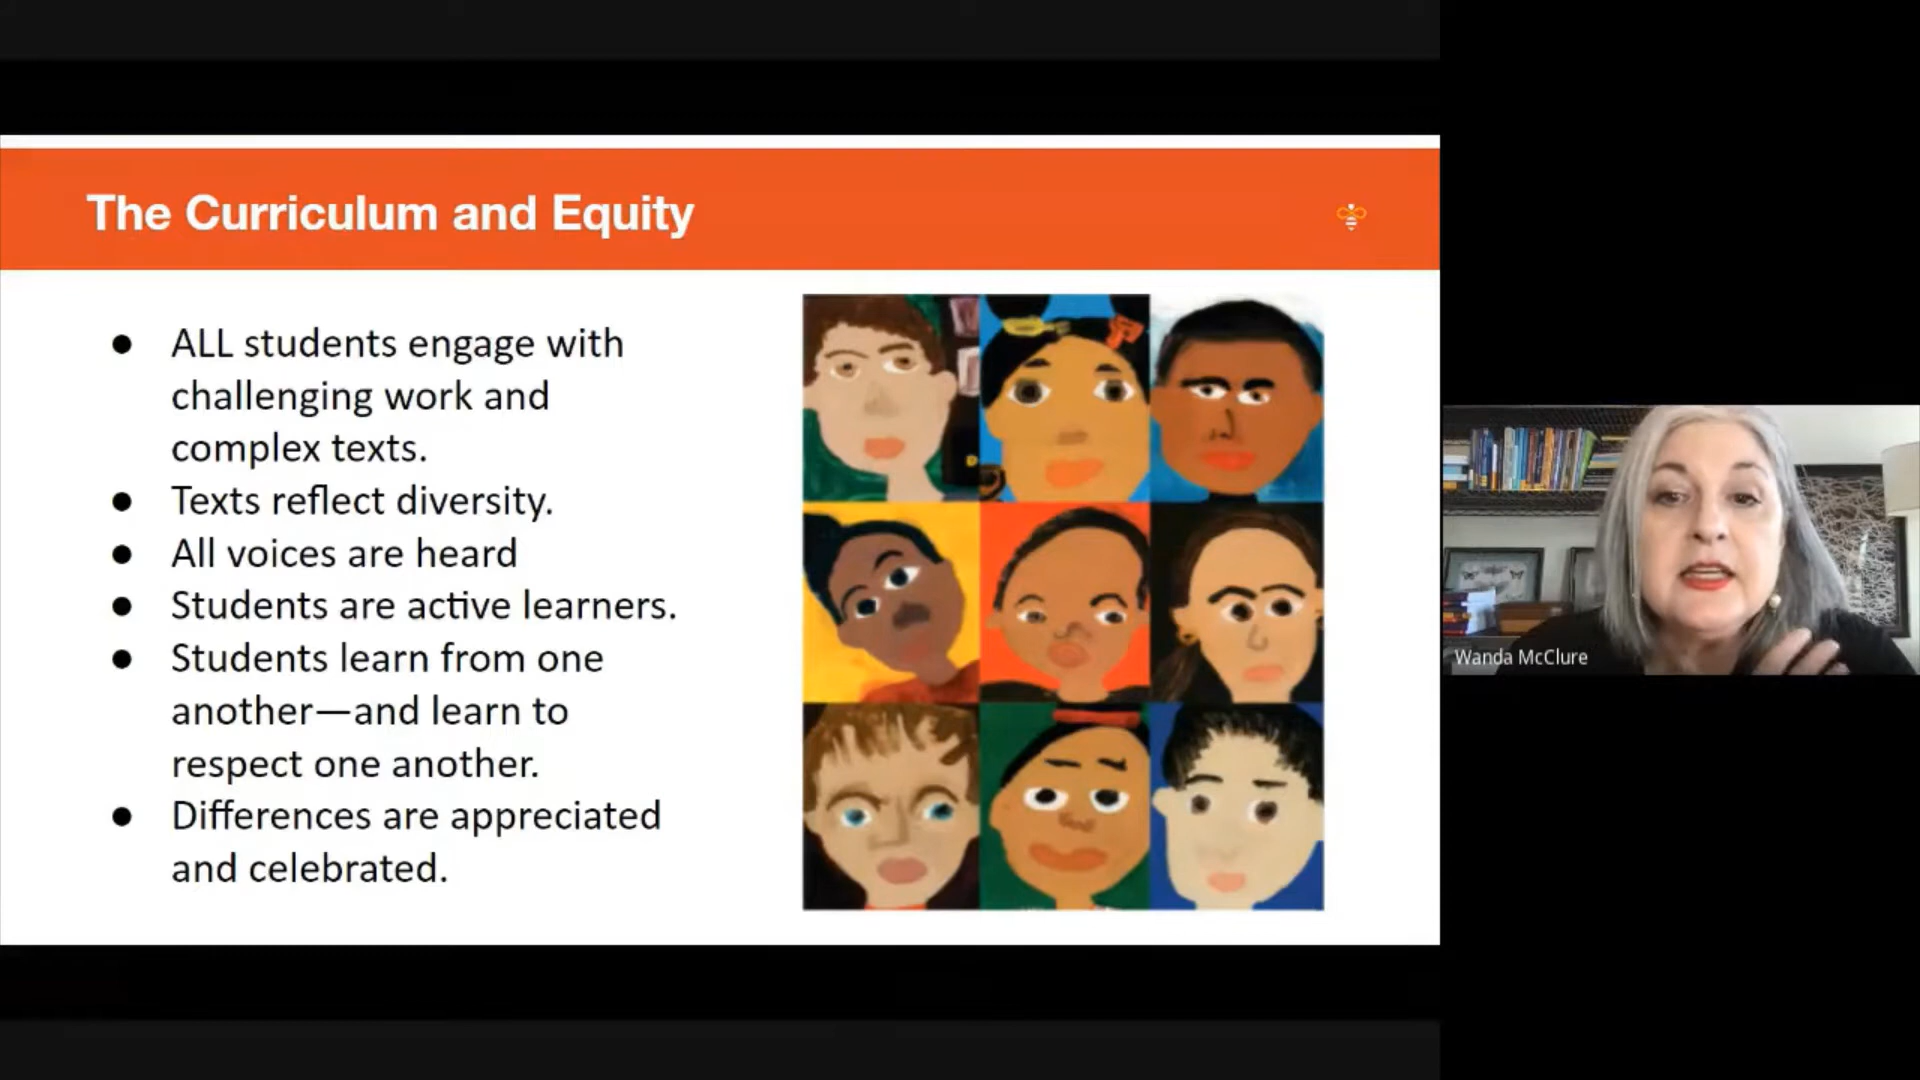 The Curriculum and Equity
● ALL students engage with
challenging work and
complex texts.
● Texts reflect diversity.
● All voices are heard
● Students are active learners.
● Students learn from one
another—and learn to
respect one another.
● Differences are appreciated
and celebrated.
Wanda McClure